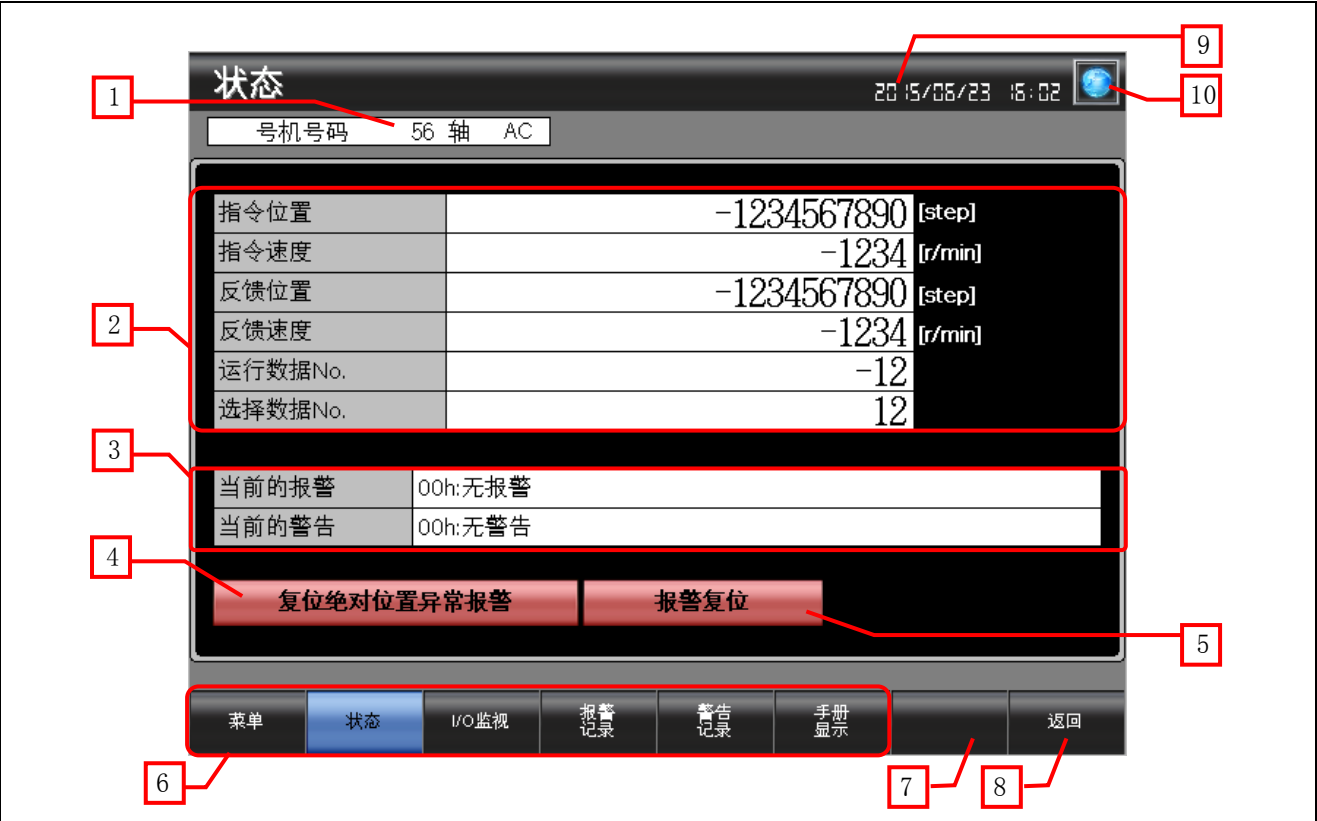 9
状态
2015/06/23 16:02
10
1
号机号码 56 轴 AC
2
指令位置 -1234567890 [step]
指令速度 -1234 [r/min]
反馈位置 -1234567890 [step]
反馈速度 -1234 [r/min]
运行数据No. -12
选择数据No. 12
3
当前的报警 00h:无报警
当前的警告 00h:无警告
4
复位绝对位置异常报警 报警复位
5
菜单 状态 I/O监视 报警记录 警告记录 手册显示 返回
6
7
8